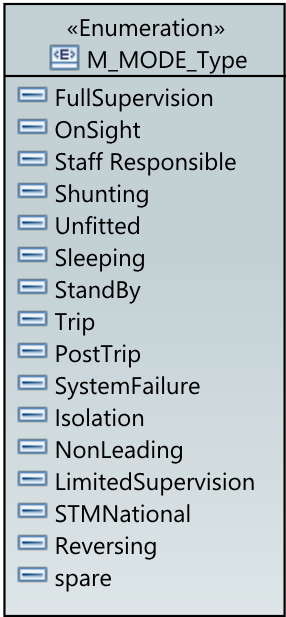 «Enumeration»
<E> M_MODE_Type
FullSupervision
OnSight
Staff Responsible
Shunting
Unfitted
Sleeping
StandBy
Trip
PostTrip
SystemFailure
Isolation
NonLeading
LimitedSupervision
STMNational
Reversing
spare